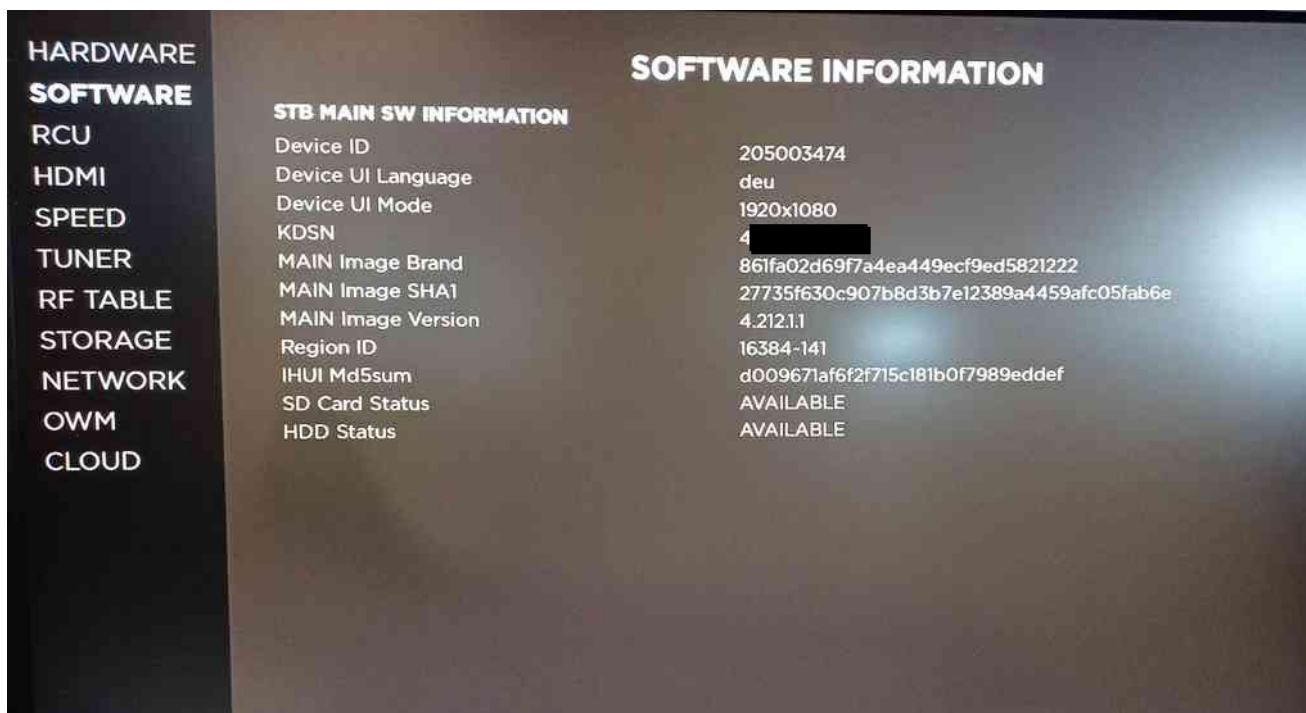 HARDWARE
SOFTWARE
RCU
HDMI
SPEED
TUNER
RF TABLE
STORAGE
NETWORK
OWM
CLOUD
SOFTWARE INFORMATION
STB MAIN SW INFORMATION
Device ID 205003474
Device UI Language deu
Device UI Mode 1920x1080
KDSN 4
MAIN Image Brand 861fa02d69f7a4ea449ecf9ed5821222
MAIN Image SHA1 27735f630c907b8d3b7e12389a4459afc05fab6e
MAIN Image Version 4.212.1.1
Region ID 16384-141
IHUI Md5sum d009671af6f2f715c181b0f7989eddef
SD Card Status AVAILABLE
HDD Status AVAILABLE